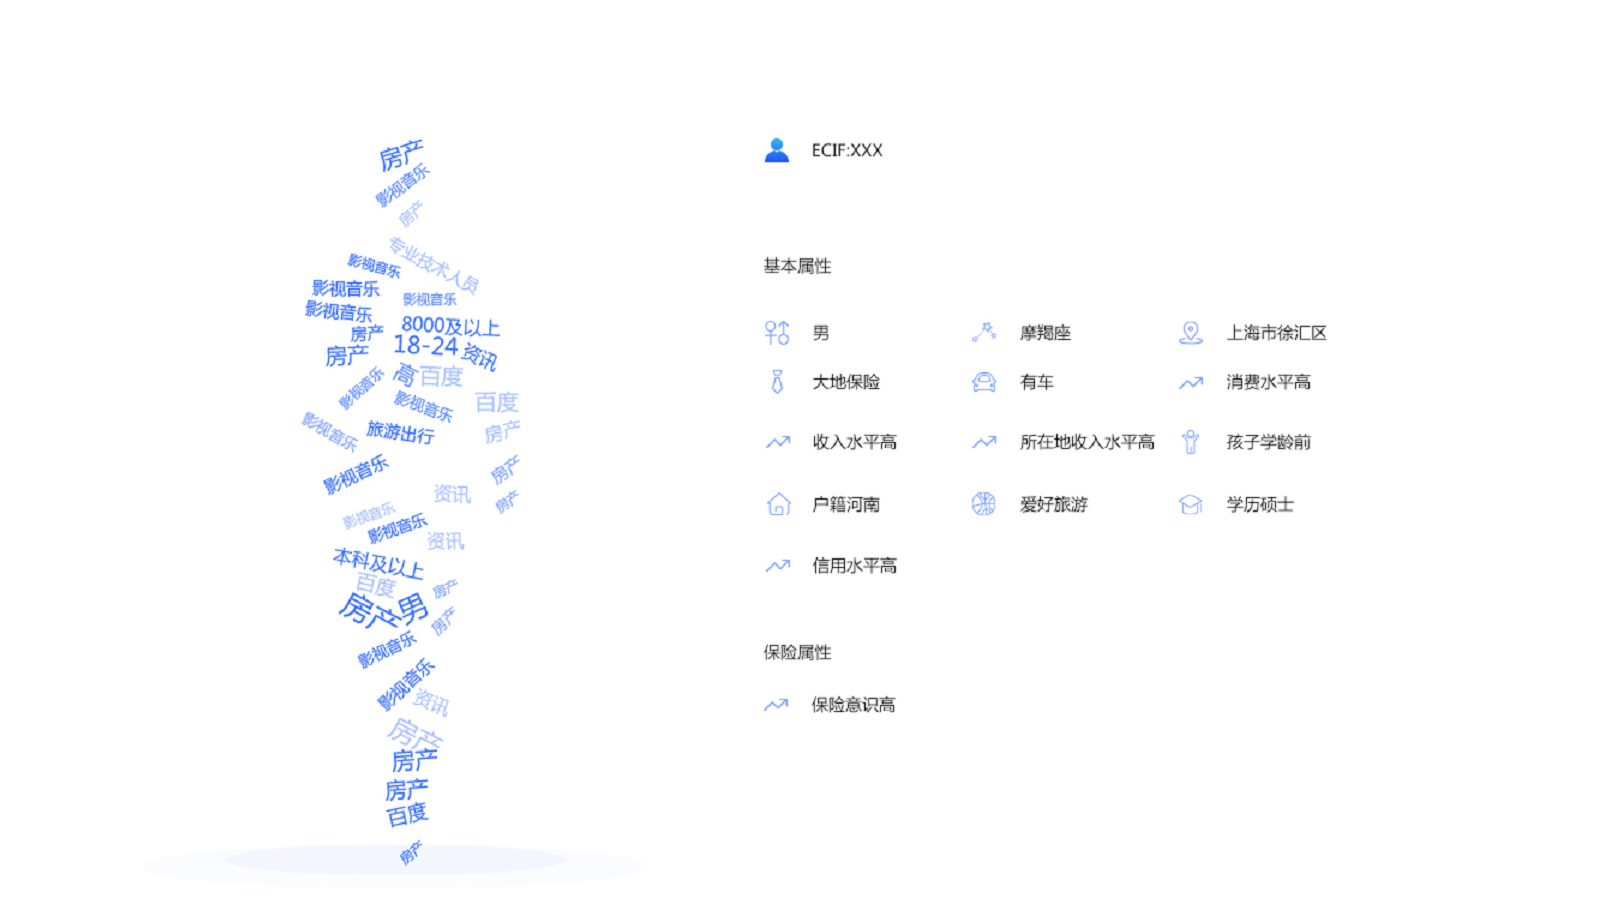 房产
影视音乐
房产
专业技术人员
影视音乐
影视音乐
影视音乐
影视音乐
房产
8000及以上
房产
18-24
资讯
高
百度
影视音乐
影视音乐
百度
影视音乐
旅游出行
房产
影视音乐
房产
资讯
房产
影视音乐
影视音乐
资讯
本科及以上
百度
房产
房产
男
房产
影视音乐
影视音乐
资讯
房产
房产
房产
百度
房产
ECIF:XXX
基本属性
男
摩羯座
上海市徐汇区
大地保险
有车
消费水平高
收入水平高
所在地收入水平高
孩子学龄前
户籍河南
爱好旅游
学历硕士
信用水平高
保险属性
保险意识高